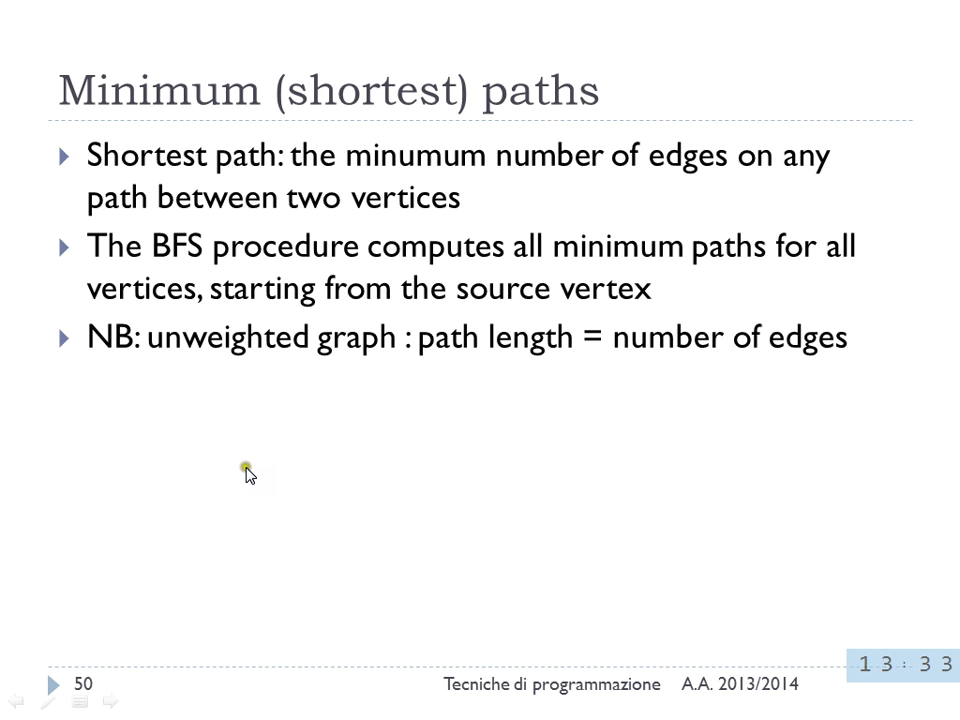 Minimum (shortest) paths
Shortest path: the minumum number of edges on any
path between two vertices
The BFS procedure computes all minimum paths for all
vertices, starting from the source vertex
NB: unweighted graph : path length = number of edges
50
Tecniche di programmazione A.A. 2013/2014
13:33